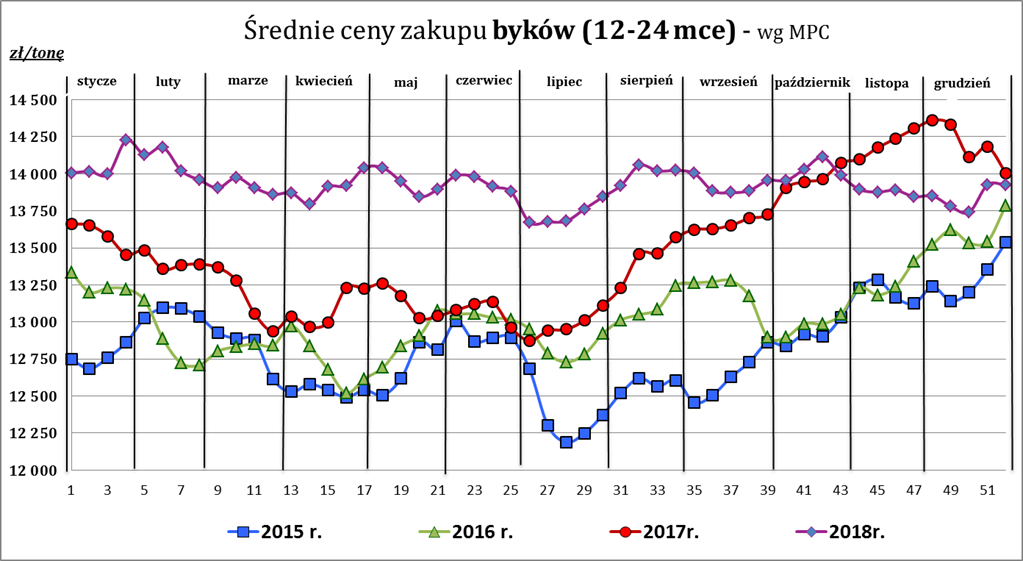 Średnie ceny zakupu byków (12-24 mce) - wg MPC
zł/tonę
stycze luty marze kwiecień maj czerwiec lipiec sierpień wrzesień październik listopa grudzień
14 500
14 250
14 000
13 750
13 500
13 250
13 000
12 750
12 500
12 250
12 000
1 3 5 7 9 11 13 15 17 19 21 23 25 27 29 31 33 35 37 39 41 43 45 47 49 51
2015 r. 2016 r. 2017r. 2018r.